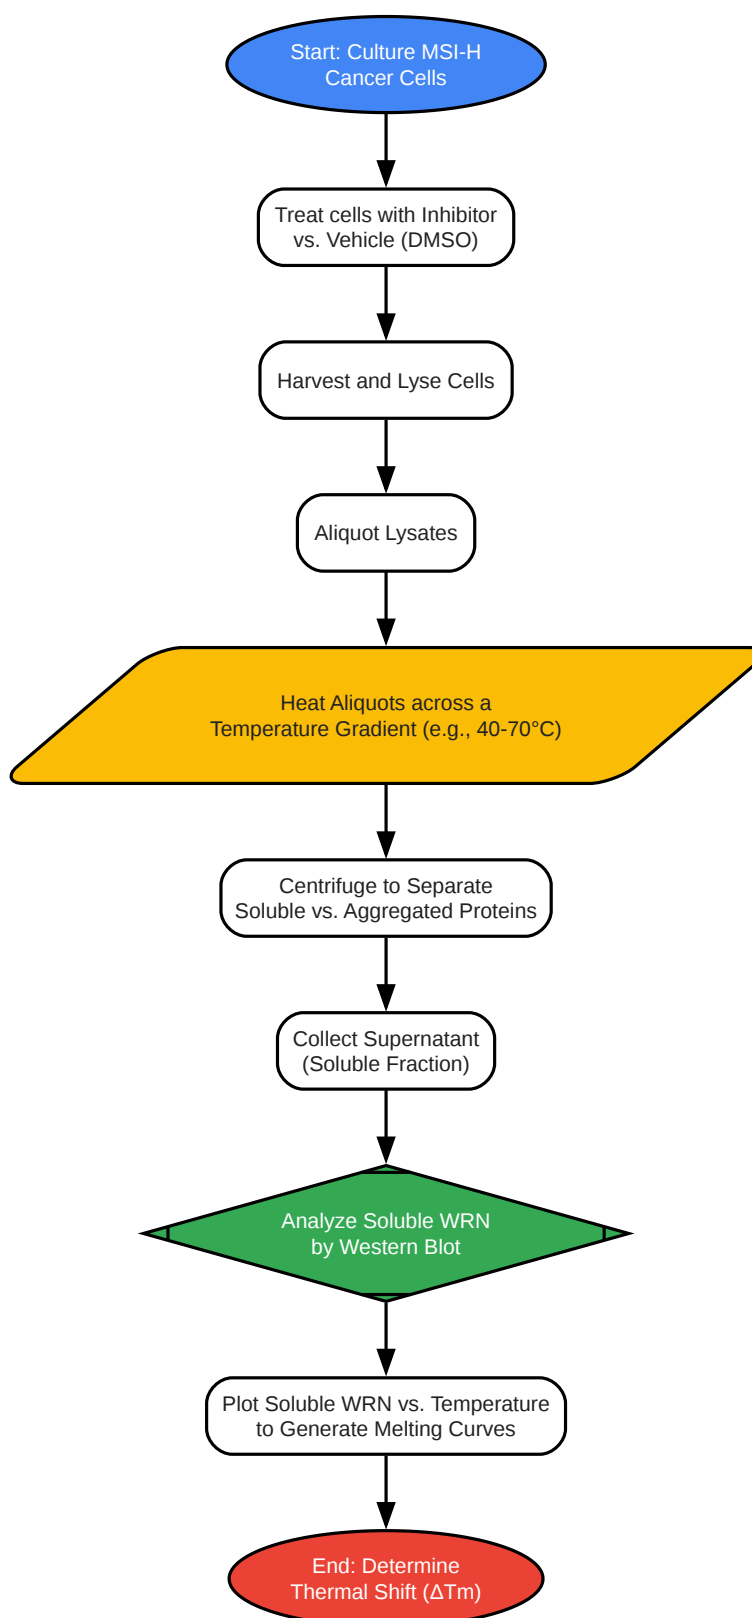 Start: Culture MSI-H
Cancer Cells
Treat cells with Inhibitor
vs. Vehicle (DMSO)
Harvest and Lyse Cells
Aliquot Lysates
Heat Aliquots across a
Temperature Gradient (e.g., 40-70°C)
Centrifuge to Separate
Soluble vs. Aggregated Proteins
Collect Supernatant
(Soluble Fraction)
Analyze Soluble WRN
by Western Blot
Plot Soluble WRN vs. Temperature
to Generate Melting Curves
End: Determine
Thermal Shift (ΔTm)